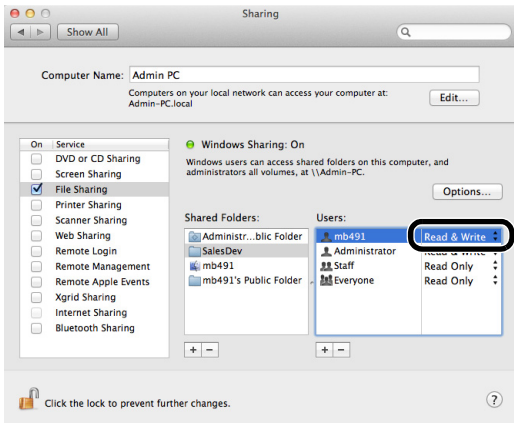 Sharing
Show All
Computer Name: Admin PC
Computers on your local network can access your computer at:
Admin-PC.local
Edit...
On Service
DVD or CD Sharing
Screen Sharing
File Sharing
Printer Sharing
Scanner Sharing
Web Sharing
Remote Login
Remote Management
Remote Apple Events
Xgrid Sharing
Internet Sharing
Bluetooth Sharing
Windows Sharing: On
Windows users can access shared folders on this computer, and
administrators all volumes, at \\Admin-PC.
Options...
Shared Folders:
Administr...blic Folder
SalesDev
mb491
mb491's Public Folder
+ −
Users:
mb491 Read & Write
Administrator Read & Write
Staff Read Only
Everyone Read Only
+ −
Click the lock to prevent further changes.
?